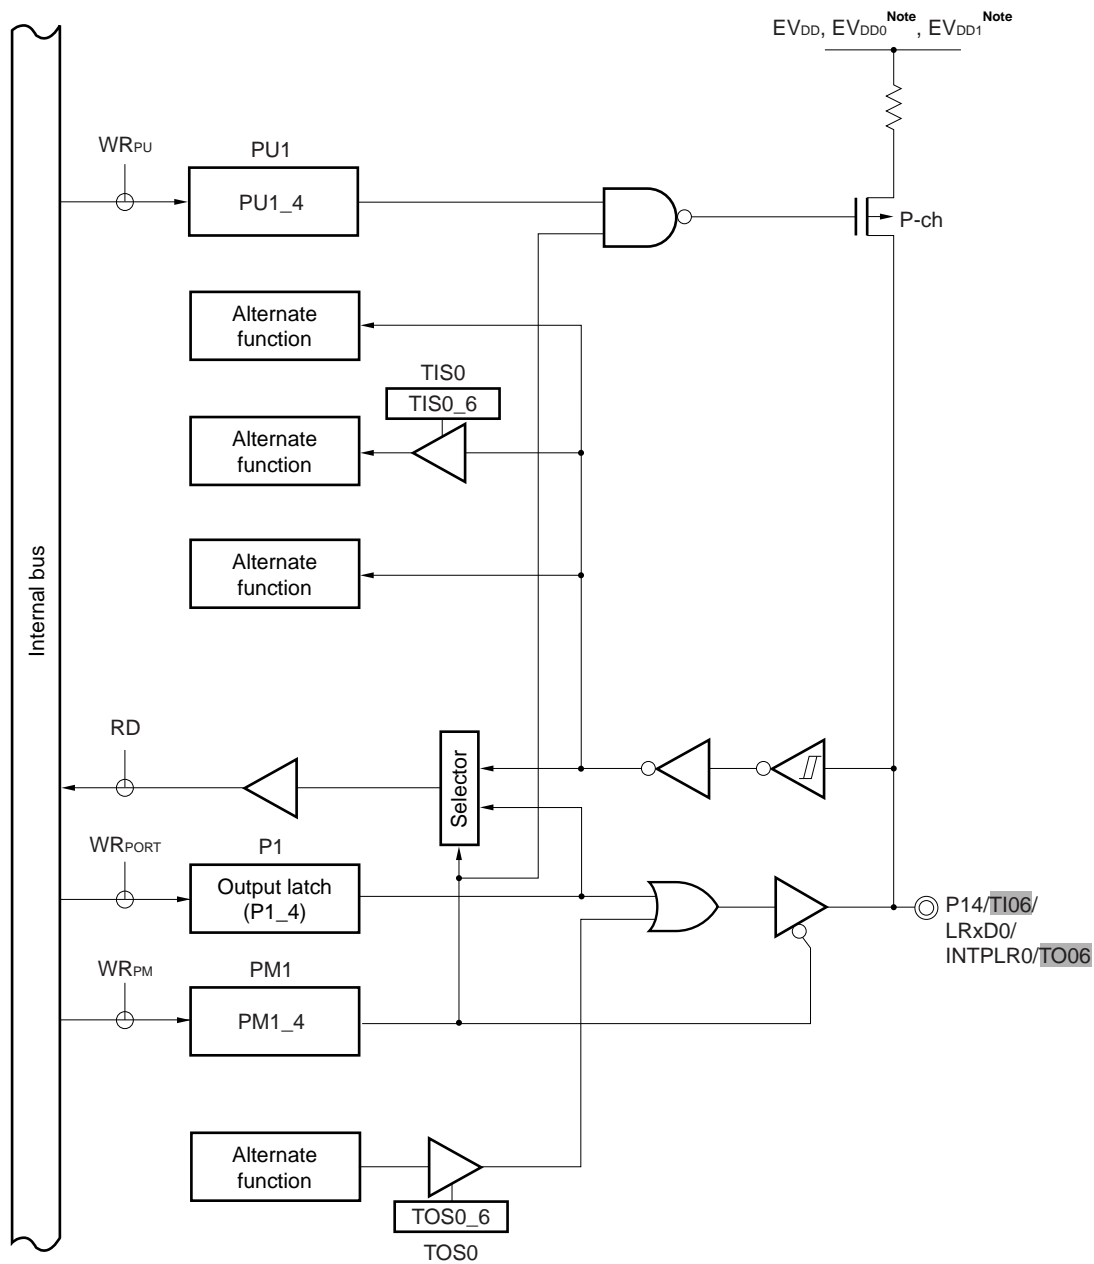 EVDD, EVDD0Note, EVDD1Note
WRPU
PU1
PU1_4
P-ch
Alternate
function
TIS0
TIS0_6
Alternate
function
Alternate
function
Internal bus
RD
Selector
WRPORT
P1
Output latch
(P1_4)
P14/TI06/
LRxD0/
INTPLR0/TO06
WRPM
PM1
PM1_4
Alternate
function
TOS0_6
TOS0